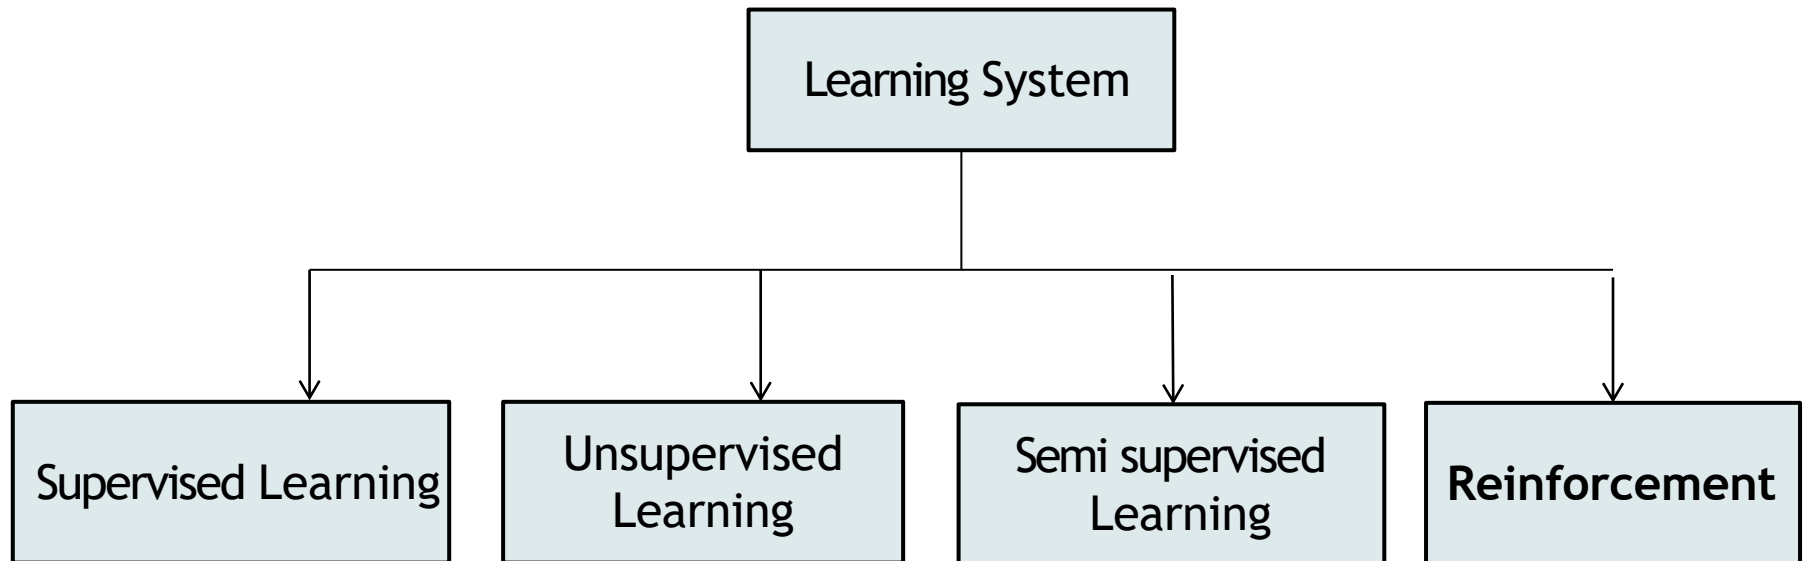 Learning System
Supervised Learning
Unsupervised
Learning
Semi supervised
Learning
Reinforcement